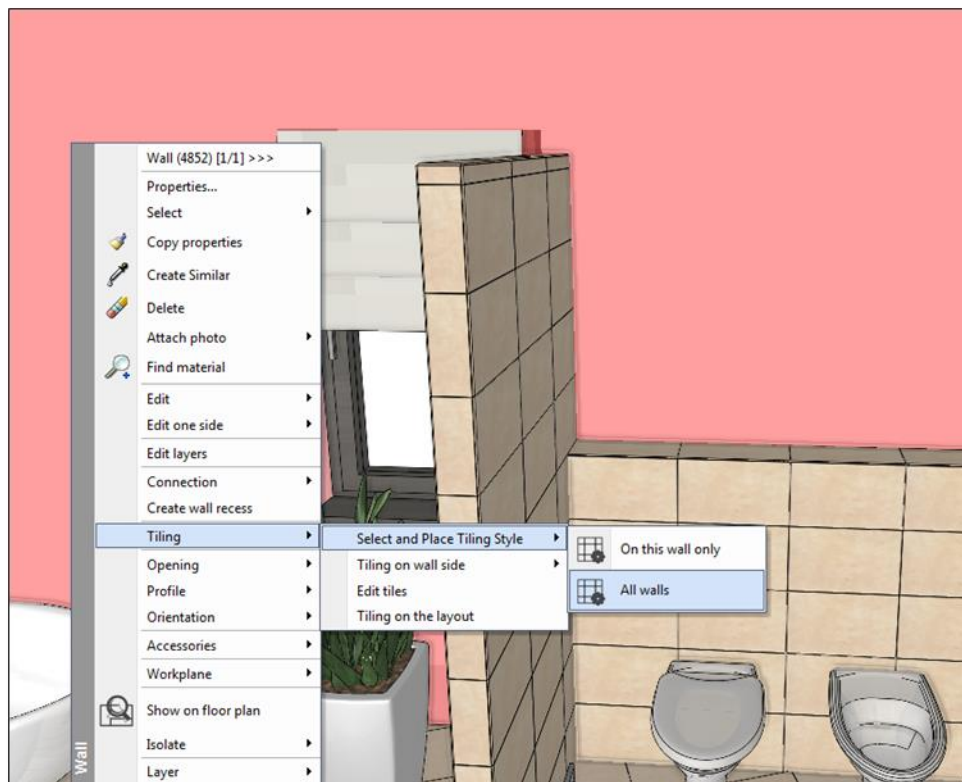 Wall (4852) [1/1] >>>
Properties...
Select
Copy properties
Create Similar
Delete
Attach photo
Find material
Edit
Edit one side
Edit layers
Connection
Create wall recess
Tiling
Opening
Profile
Orientation
Accessories
Workplane
Show on floor plan
Isolate
Layer
Wall
Select and Place Tiling Style
Tiling on wall side
Edit tiles
Tiling on the layout
On this wall only
All walls